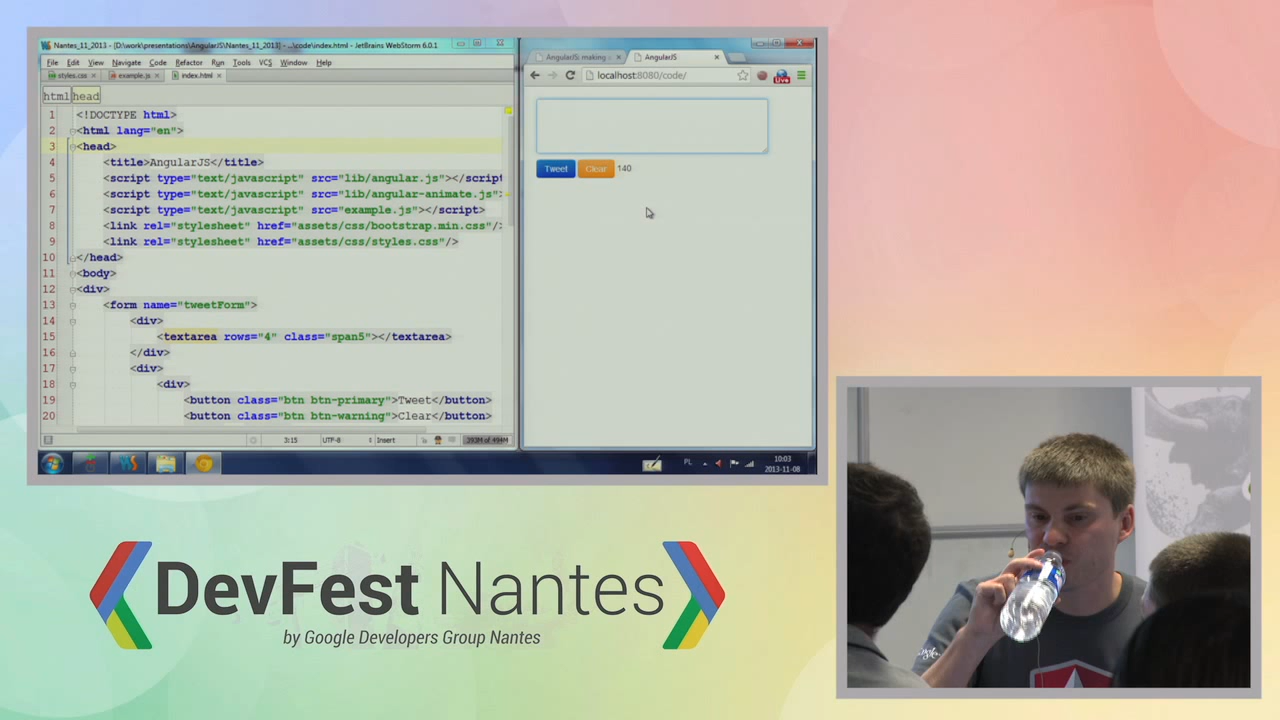 Nantes_11_2013 - [D:\work\presentations\AngularJS\Nantes_11_2013] - ...\code\index.html - JetBrains WebStorm 6.0.1
File Edit View Navigate Code Refactor Run Tools VCS Window Help
styles.css example.js index.html
html head
1 <!DOCTYPE html>
2 <html lang="en">
3 <head>
4 <title>AngularJS</title>
5 <script type="text/javascript" src="lib/angular.js"></script
6 <script type="text/javascript" src="lib/angular-animate.js">
7 <script type="text/javascript" src="example.js"></script>
8 <link rel="stylesheet" href="assets/css/bootstrap.min.css"/>
9 <link rel="stylesheet" href="assets/css/styles.css"/>
10 </head>
11 <body>
12 <div>
13 <form name="tweetForm">
14 <div>
15 <textarea rows="4" class="span5"></textarea>
16 </div>
17 <div>
18 <div>
19 <button class="btn btn-primary">Tweet</button>
20 <button class="btn btn-warning">Clear</button>
3:15 UTF-8 Insert 393M of 494M
AngularJS: making AngularJS
localhost:8080/code/
Live
Tweet Clear 140
PL 10:03
2013-11-08
DevFest Nantes
by Google Developers Group Nantes